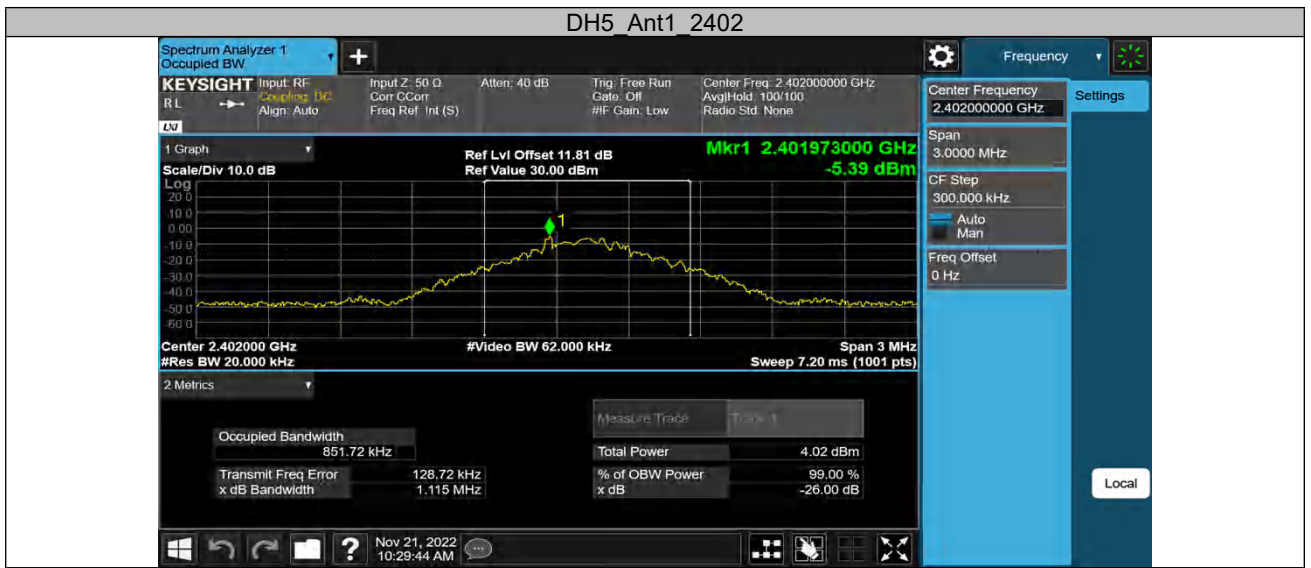 DH5_Ant1_2402
Spectrum Analyzer 1
Occupied BW
+
KEYSIGHT
RL
LXI
Input: RF
Coupling: DC
Align: Auto
Input Z: 50 Ω
Corr CCorr
Freq Ref: Int (S)
Atten: 40 dB
Trig: Free Run
Gate: Off
#IF Gain: Low
Center Freq: 2.402000000 GHz
Avg|Hold: 100/100
Radio Std: None
1 Graph
Scale/Div 10.0 dB
Ref Lvl Offset 11.81 dB
Ref Value 30.00 dBm
Mkr1 2.401973000 GHz
-5.39 dBm
Log
20.0
10.0
0.00
-10.0
-20.0
-30.0
-40.0
-50.0
-60.0
1
Center 2.402000 GHz
#Res BW 20.000 kHz
#Video BW 62.000 kHz
Span 3 MHz
Sweep 7.20 ms (1001 pts)
2 Metrics
Measure Trace Trace 1
Occupied Bandwidth
851.72 kHz
Total Power 4.02 dBm
Transmit Freq Error 128.72 kHz
% of OBW Power 99.00 %
x dB Bandwidth 1.115 MHz
x dB -26.00 dB
Frequency
Settings
Center Frequency
2.402000000 GHz
Span
3.0000 MHz
CF Step
300.000 kHz
Auto
Man
Freq Offset
0 Hz
Local
?
Nov 21, 2022
10:29:44 AM